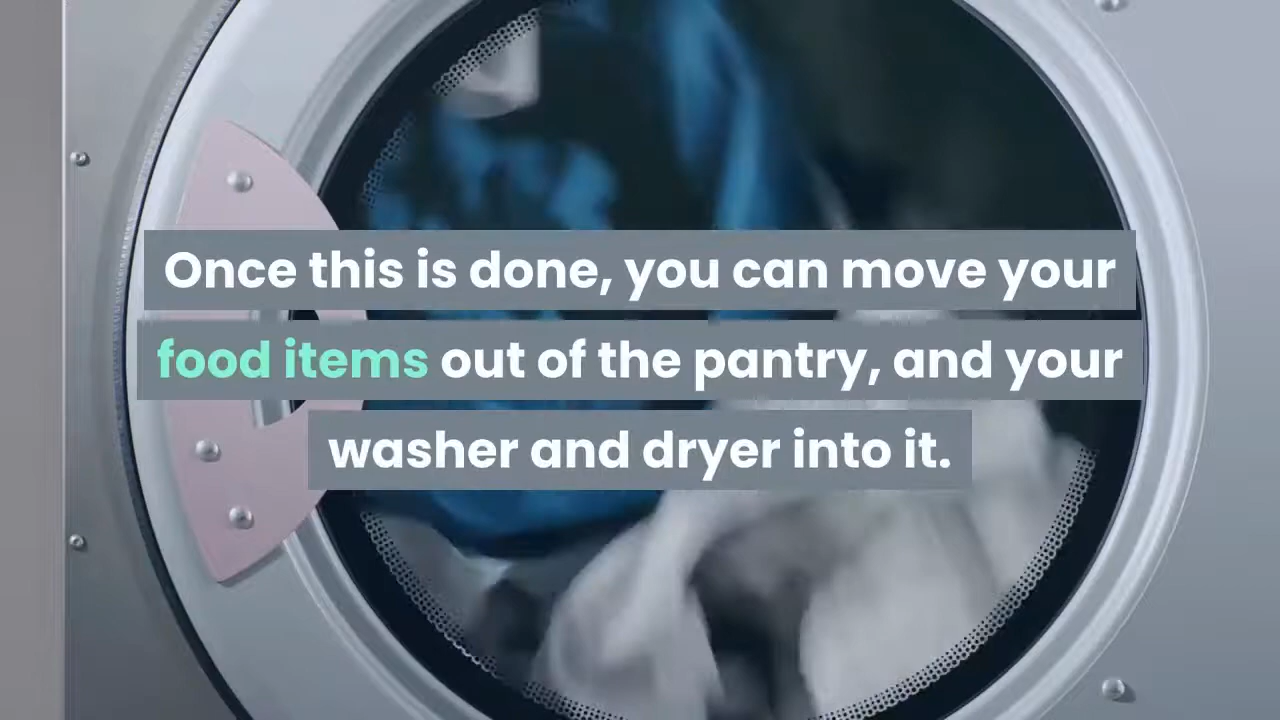 Once this is done, you can move your
food items out of the pantry, and your
washer and dryer into it.